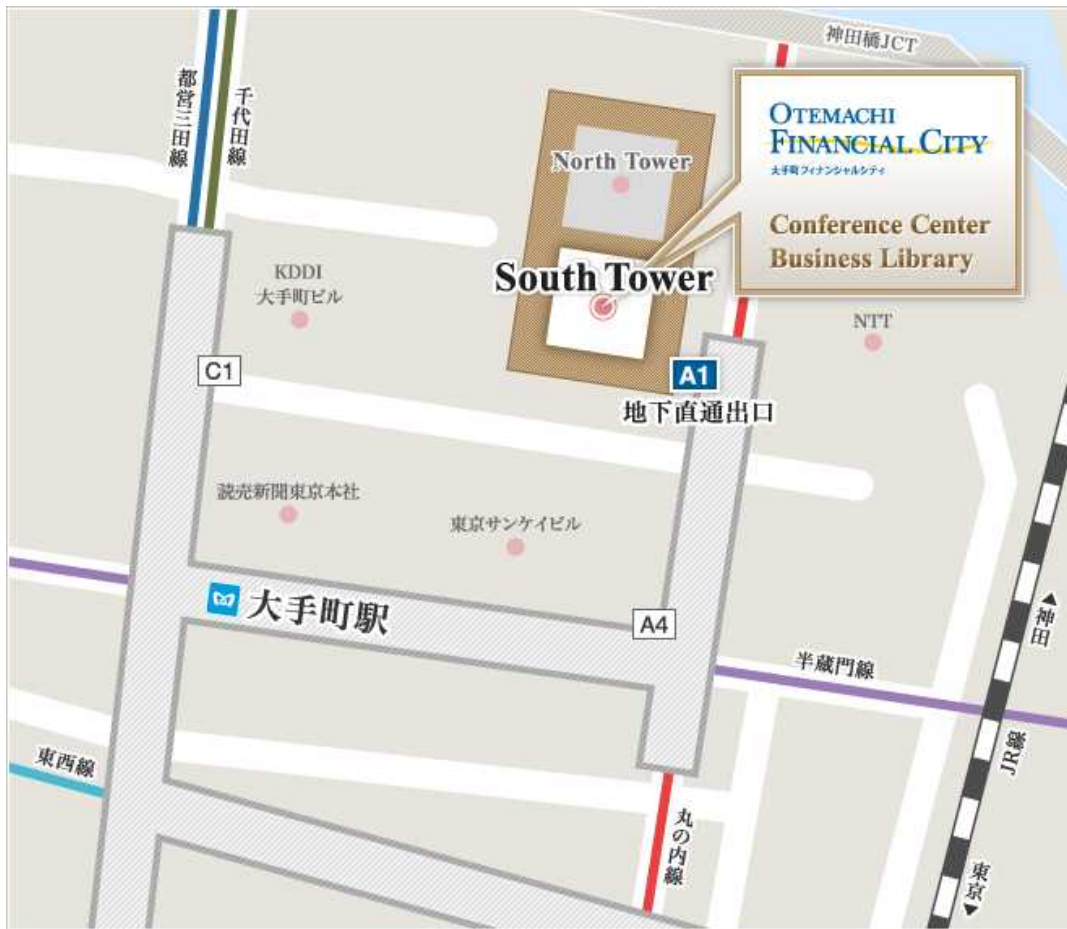 神田橋JCT
都営三田線
千代田線
OTEMACHI
FINANCIAL CITY
大手町フィナンシャルシティ
Conference Center
Business Library
North Tower
South Tower
KDDI
大手町ビル
NTT
C1
A1
地下直通出口
読売新聞東京本社
東京サンケイビル
大手町駅
A4
神田
半蔵門線
JR線
東西線
丸の内線
東京